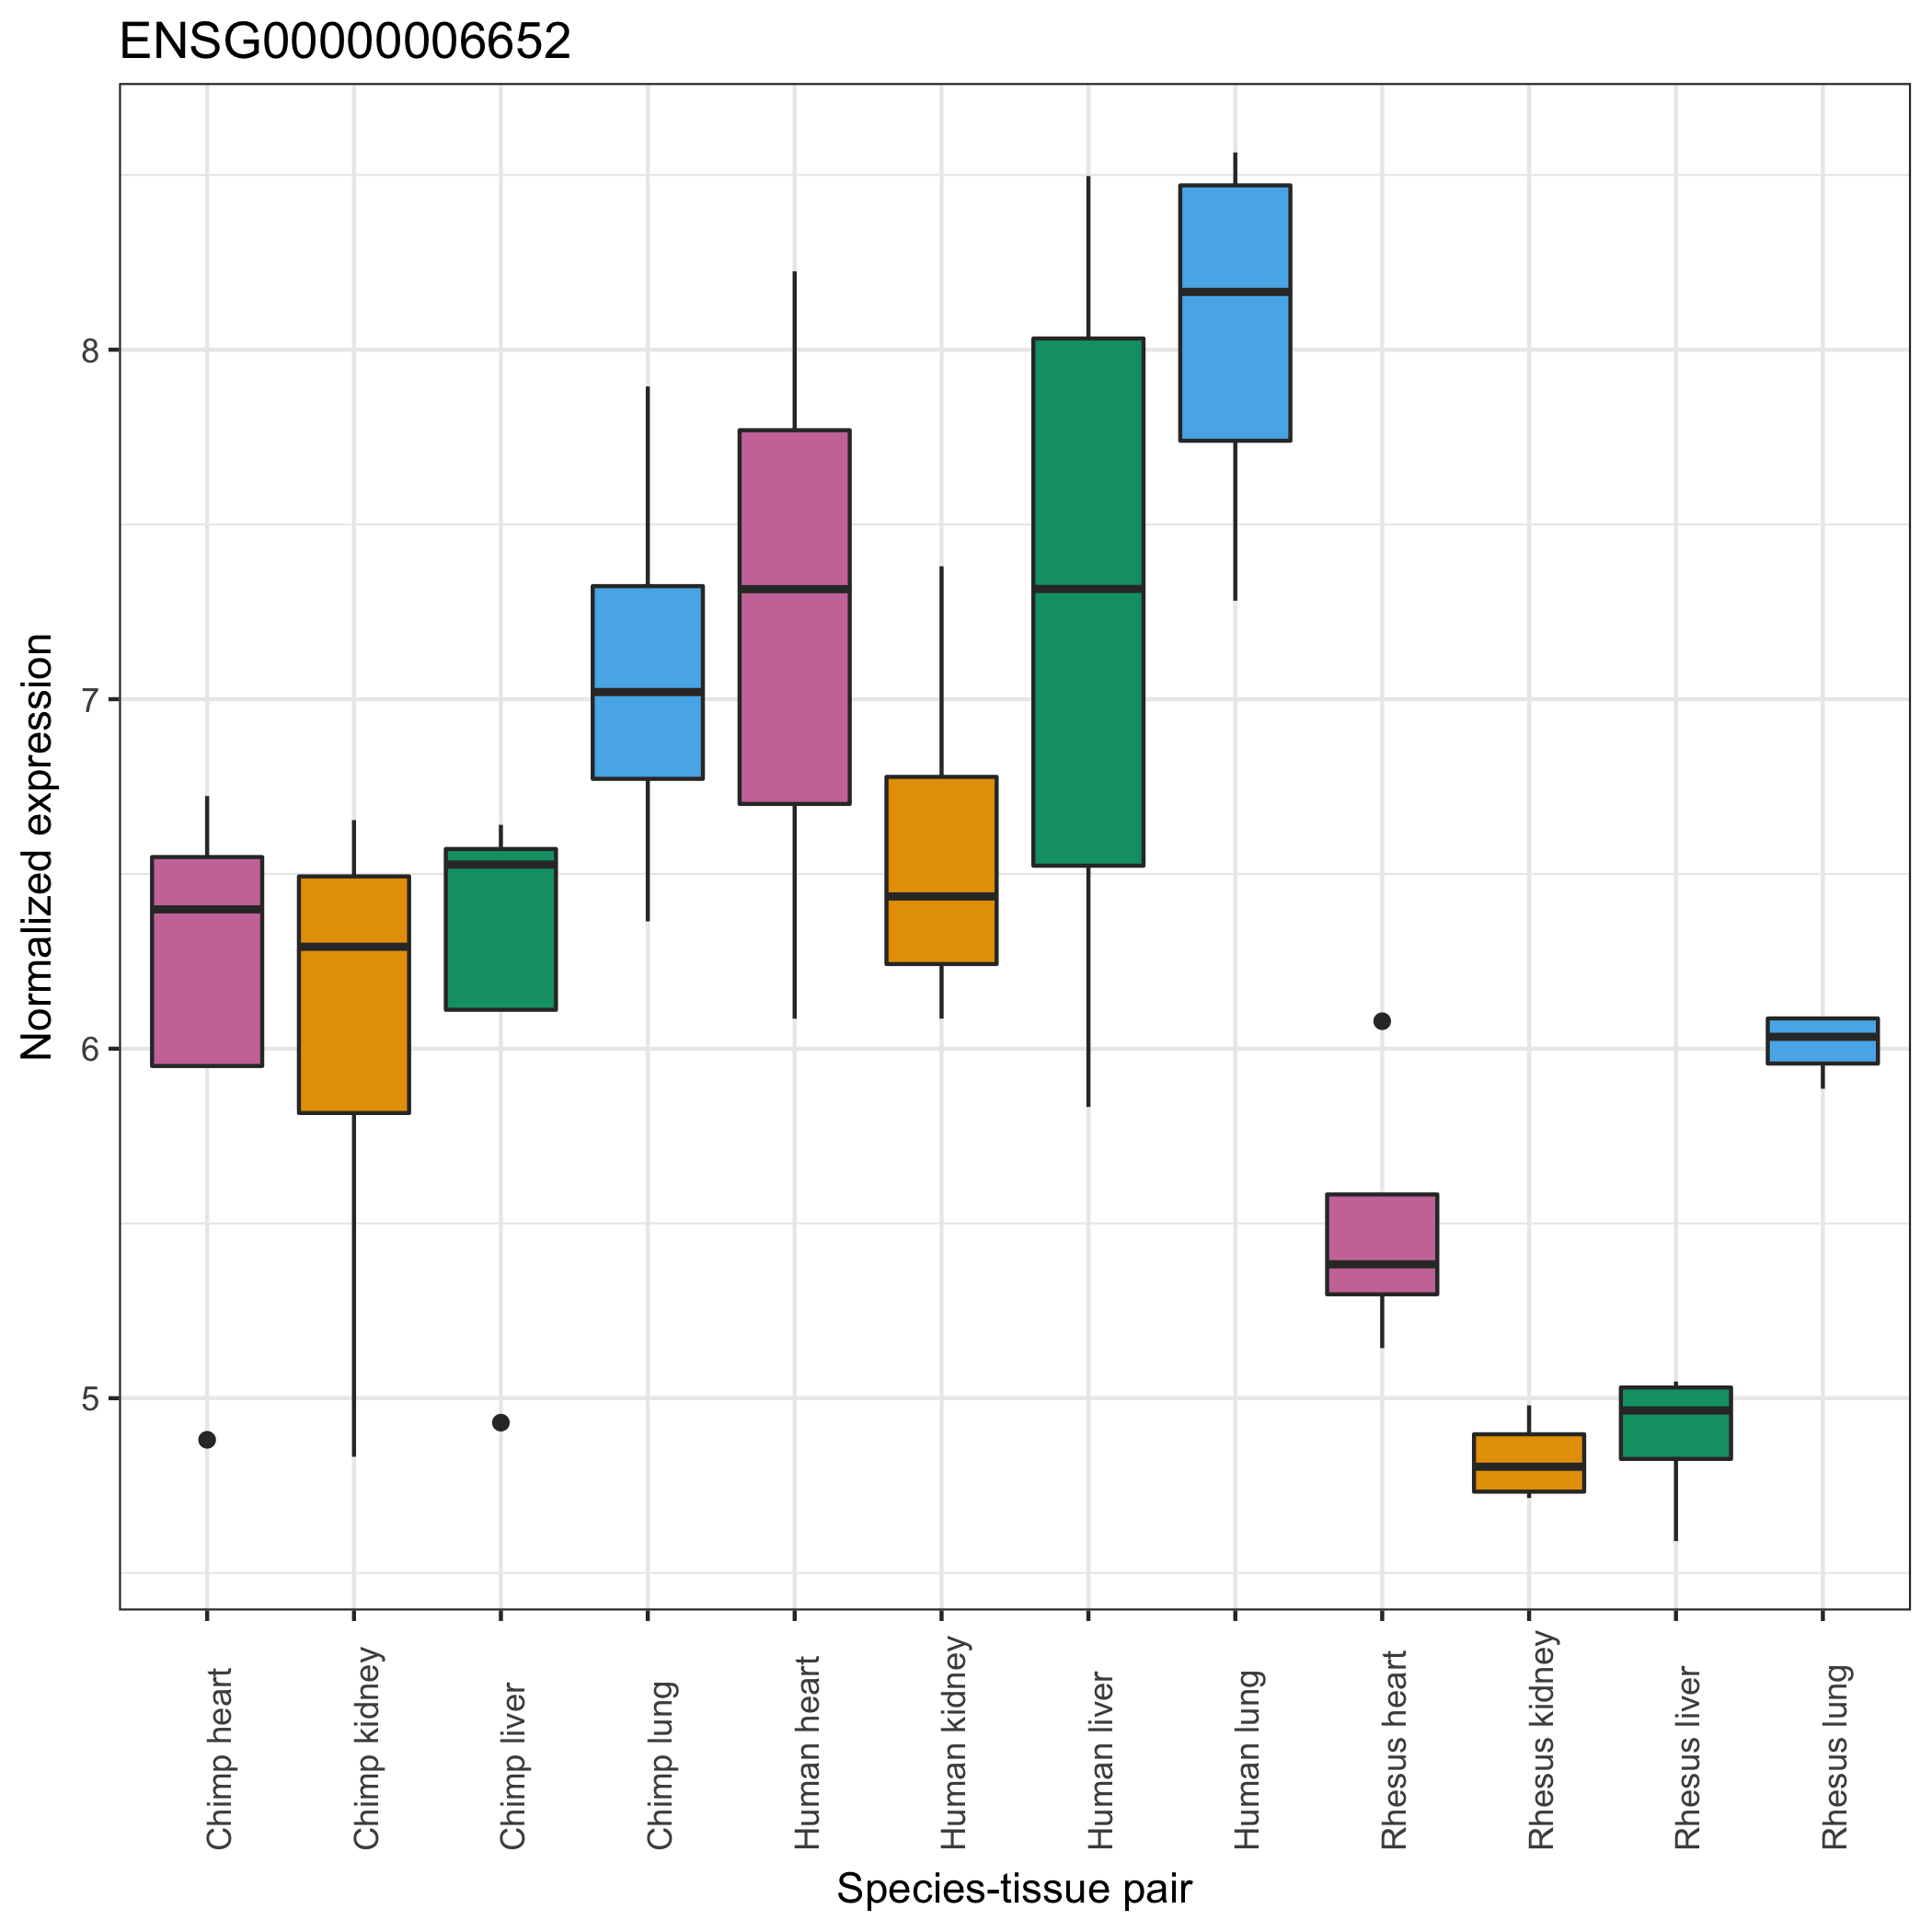 ENSG00000006652
Normalized expression
8
7
6
5
Chimp heart
Chimp kidney
Chimp liver
Chimp lung
Human heart
Human kidney
Human liver
Human lung
Rhesus heart
Rhesus kidney
Rhesus liver
Rhesus lung
Species-tissue pair